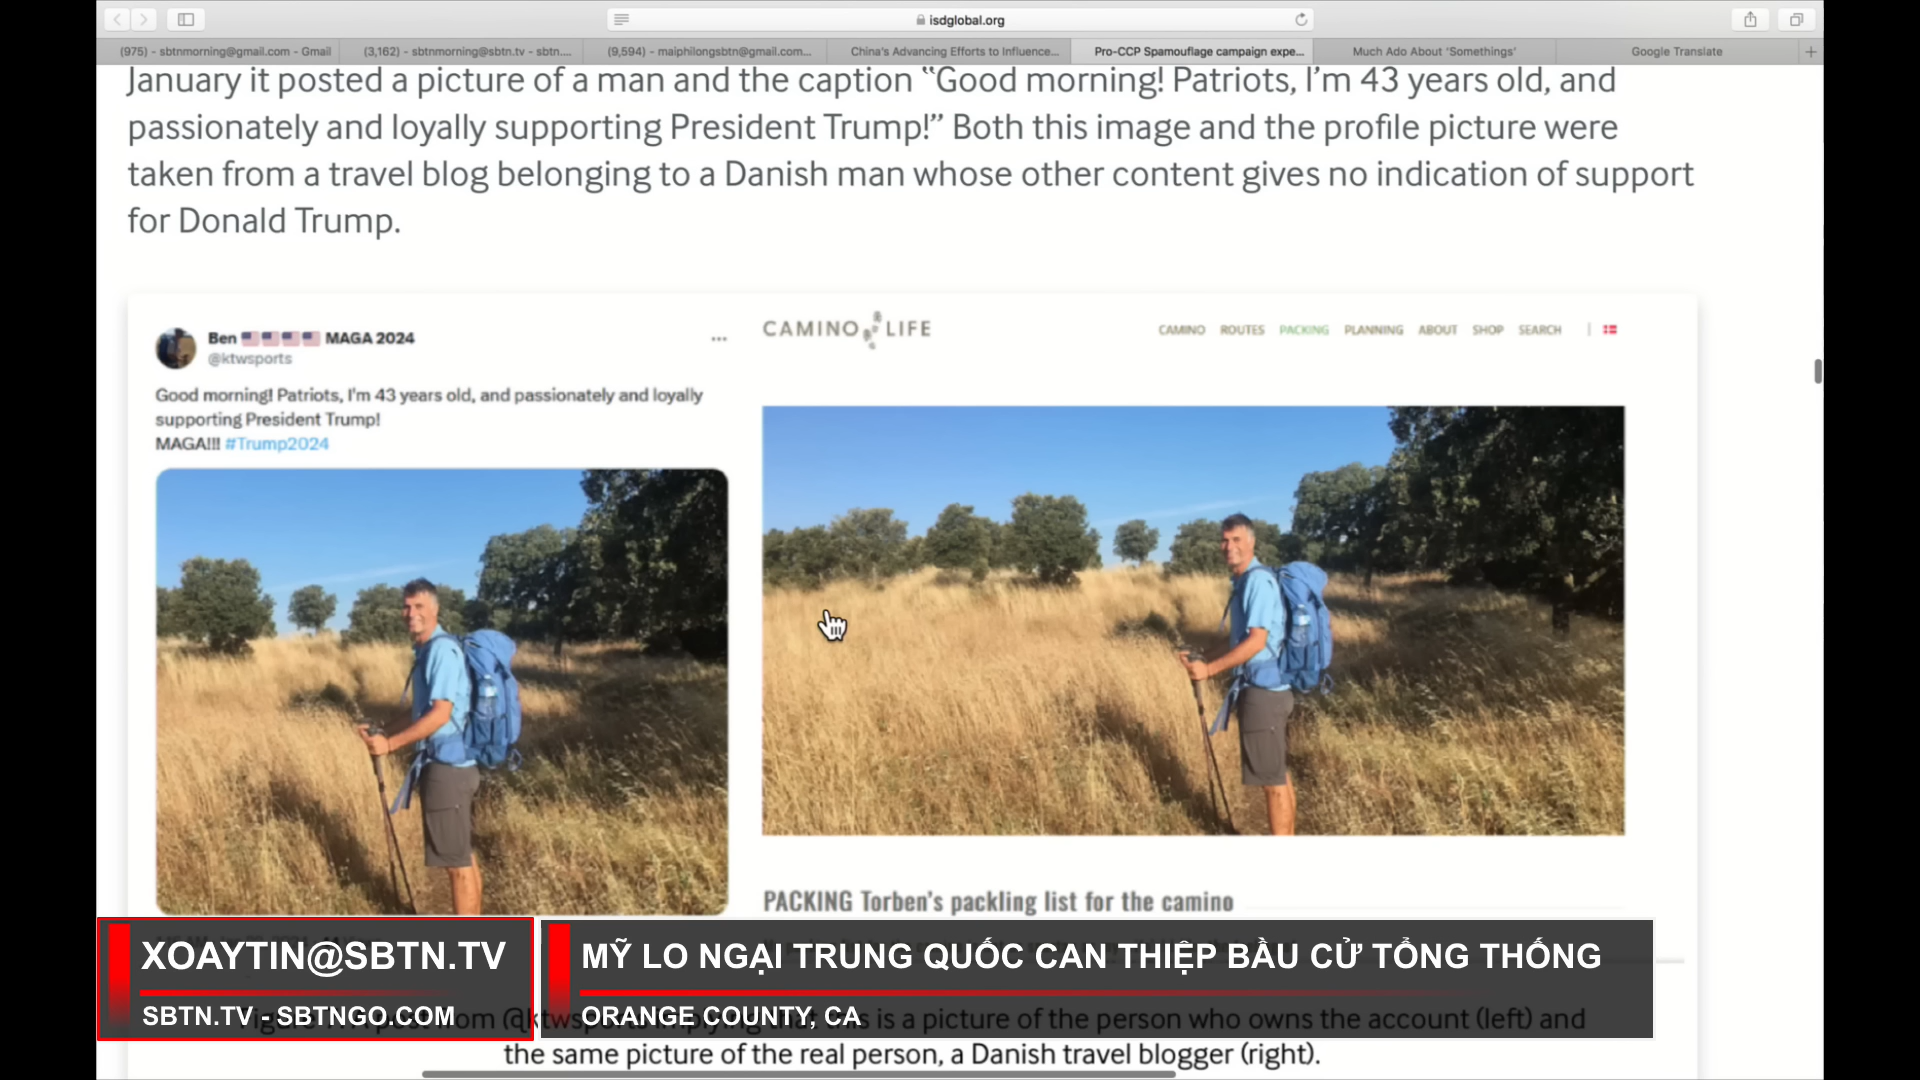 isdglobal.org
(975) - sbtnmorning@gmail.com - Gmail
(3,162) - sbtnmorning@sbtn.tv - sbtn....
(9,594) - maiphilongsbtn@gmail.com...
China's Advancing Efforts to Influence...
Pro-CCP Spamouflage campaign expe...
Much Ado About 'Somethings'
Google Translate
January it posted a picture of a man and the caption “Good morning! Patriots, I’m 43 years old, and
passionately and loyally supporting President Trump!” Both this image and the profile picture were
taken from a travel blog belonging to a Danish man whose other content gives no indication of support
for Donald Trump.
Ben 🇺🇸🇺🇸🇺🇸🇺🇸 MAGA 2024
@ktwsports
Good morning! Patriots, I'm 43 years old, and passionately and loyally
supporting President Trump!
MAGA!!! #Trump2024
CAMINO LIFE
CAMINO ROUTES PACKING PLANNING ABOUT SHOP SEARCH
PACKING Torben's packling list for the camino
XOAYTIN@SBTN.TV
SBTN.TV - SBTNGO.COM
MỸ LO NGẠI TRUNG QUỐC CAN THIỆP BẦU CỬ TỔNG THỐNG
ORANGE COUNTY, CA
is a picture of the person who owns the account (left) and
the same picture of the real person, a Danish travel blogger (right).